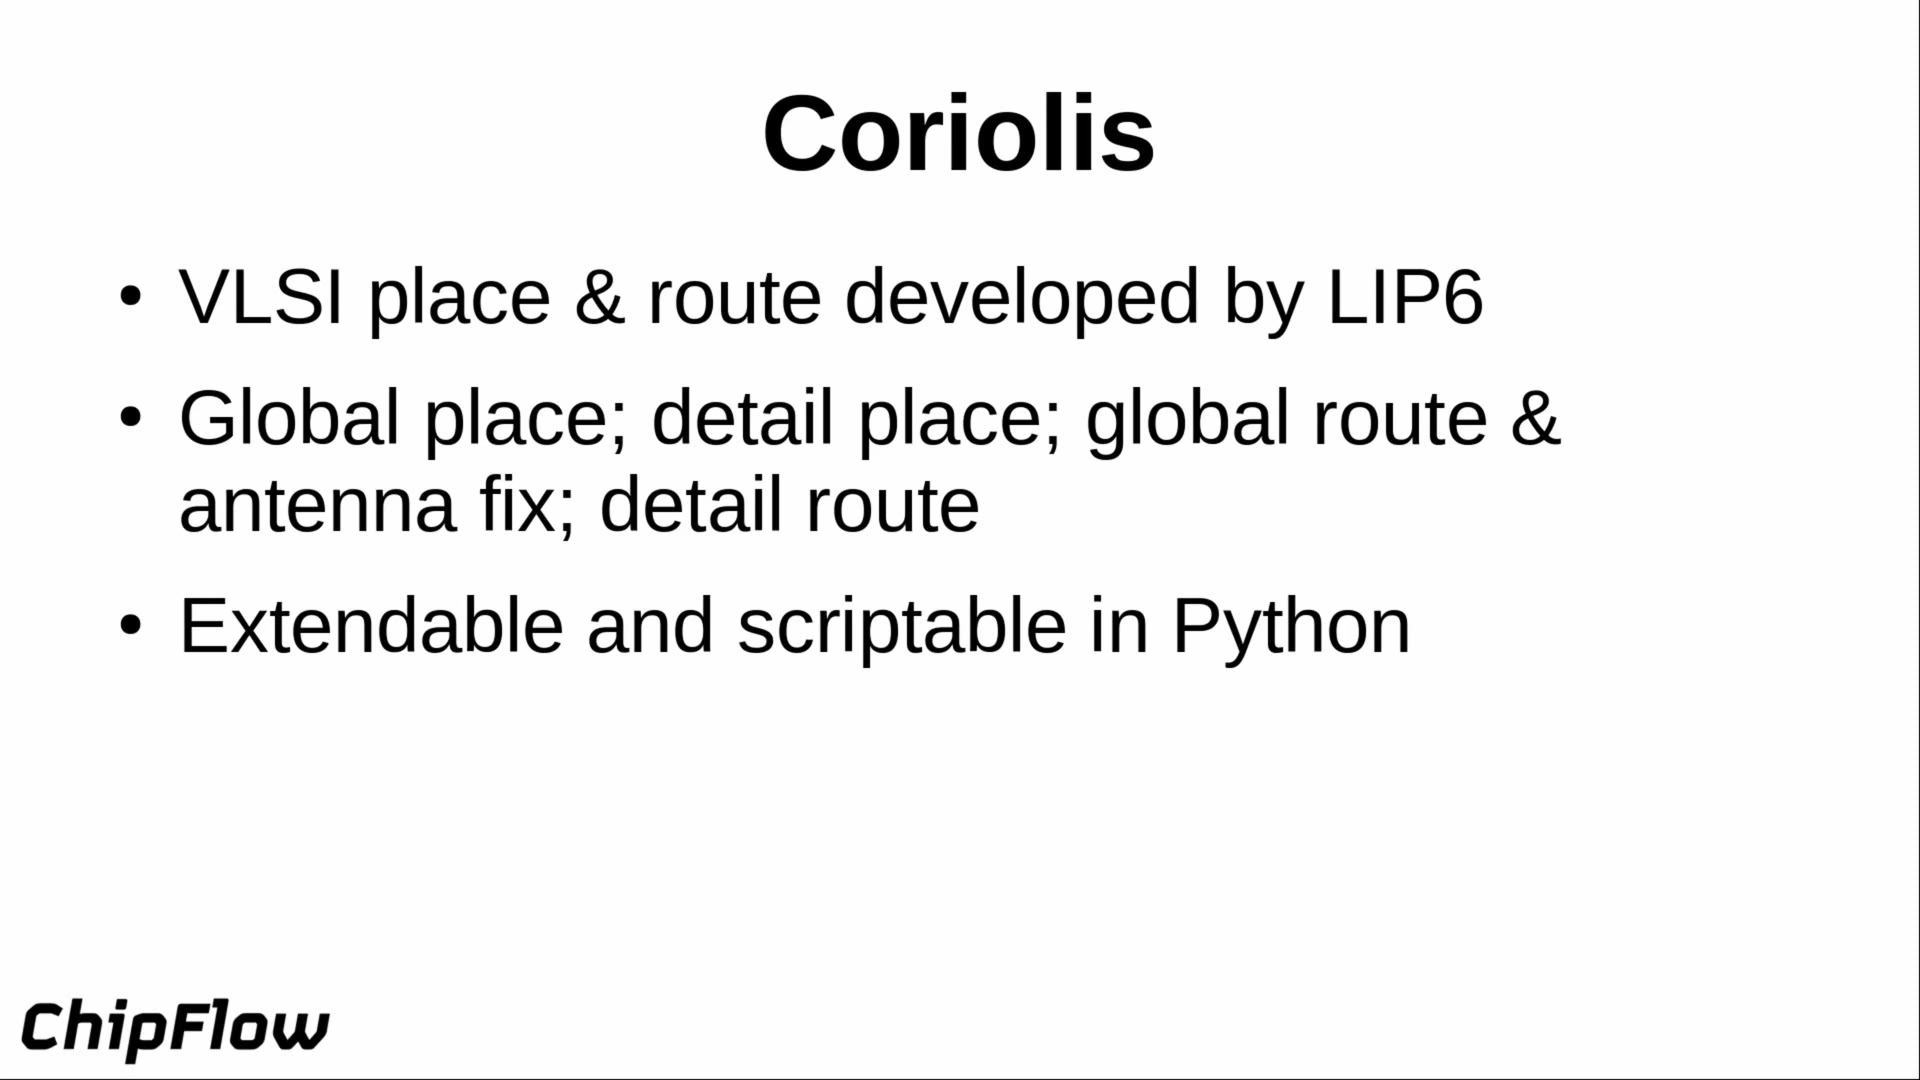 Coriolis
• VLSI place & route developed by LIP6
• Global place; detail place; global route &
antenna fix; detail route
• Extendable and scriptable in Python
ChipFlow